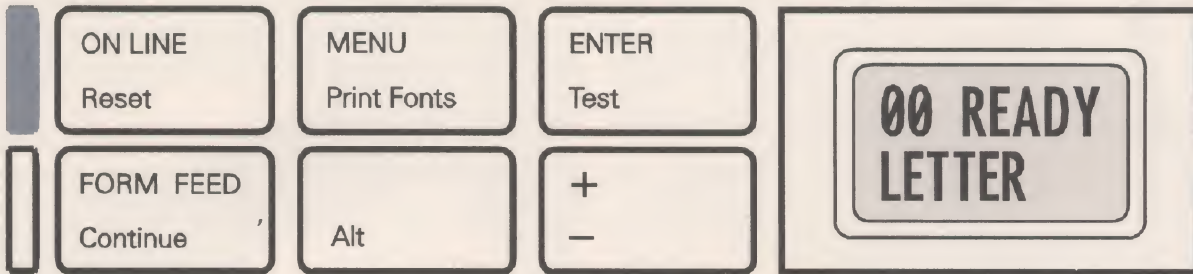 ON LINE
Reset
MENU
Print Fonts
ENTER
Test
FORM FEED
Continue
Alt
+
−
00 READY
LETTER